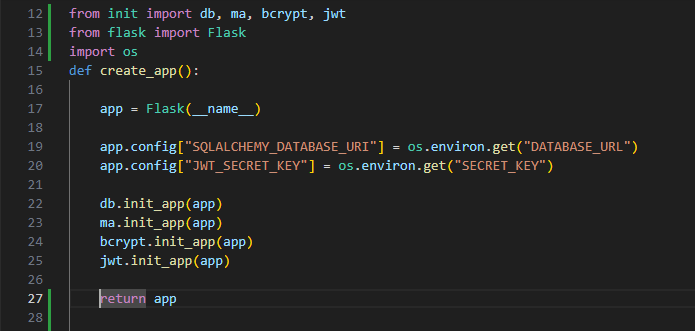 12 from init import db, ma, bcrypt, jwt
13 from flask import Flask
14 import os
15 def create_app():
16
17     app = Flask(__name__)
18
19     app.config["SQLALCHEMY_DATABASE_URI"] = os.environ.get("DATABASE_URL")
20     app.config["JWT_SECRET_KEY"] = os.environ.get("SECRET_KEY")
21
22     db.init_app(app)
23     ma.init_app(app)
24     bcrypt.init_app(app)
25     jwt.init_app(app)
26
27     return app
28